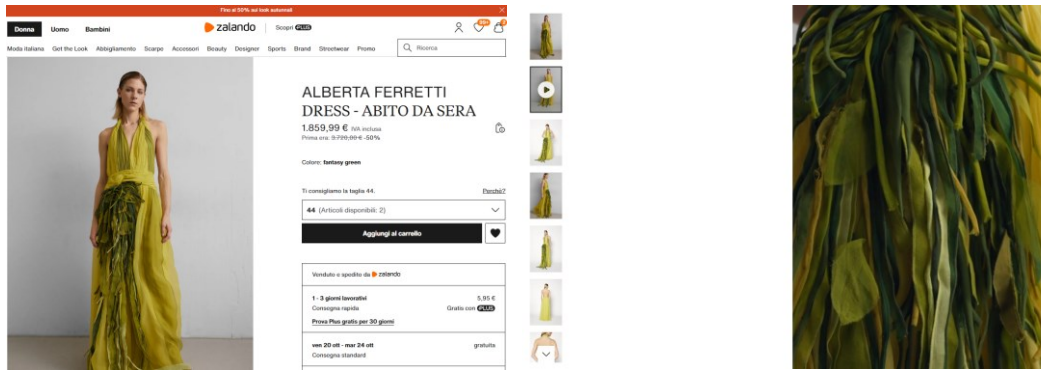 Fino al 50% sui look autunnali
Donna Uomo Bambini
zalando
Scopri PLUS
Moda italiana Get the Look Abbigliamento Scarpe Accessori Beauty Designer Sports Brand Streetwear Promo
Ricerca
ALBERTA FERRETTI
DRESS - ABITO DA SERA
1.859,99 € IVA inclusa
Prima era: 3.720,00 € -50%
Colore: fantasy green
Ti consigliamo la taglia 44. Perché?
44 (Articoli disponibili: 2)
Aggiungi al carrello
Venduto e spedito da zalando
1 - 3 giorni lavorativi 5,95 €
Consegna rapida Gratis con PLUS
Prova Plus gratis per 30 giorni
ven 20 ott - mar 24 ott gratuita
Consegna standard